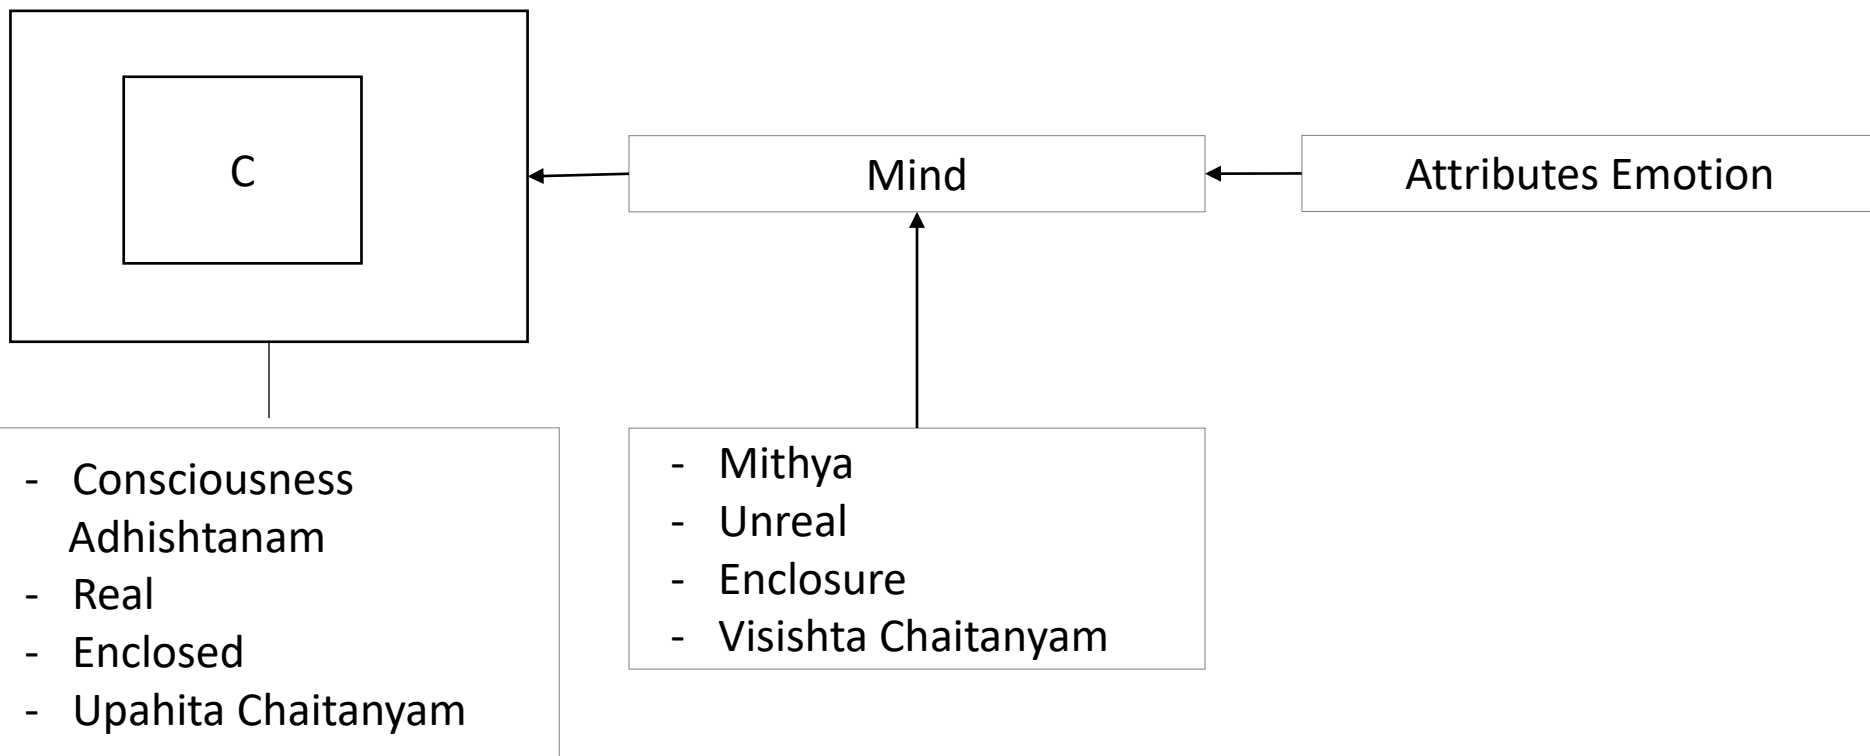 C
Mind
Attributes Emotion
- Consciousness
Adhishtanam
- Real
- Enclosed
- Upahita Chaitanyam
- Mithya
- Unreal
- Enclosure
- Visishta Chaitanyam